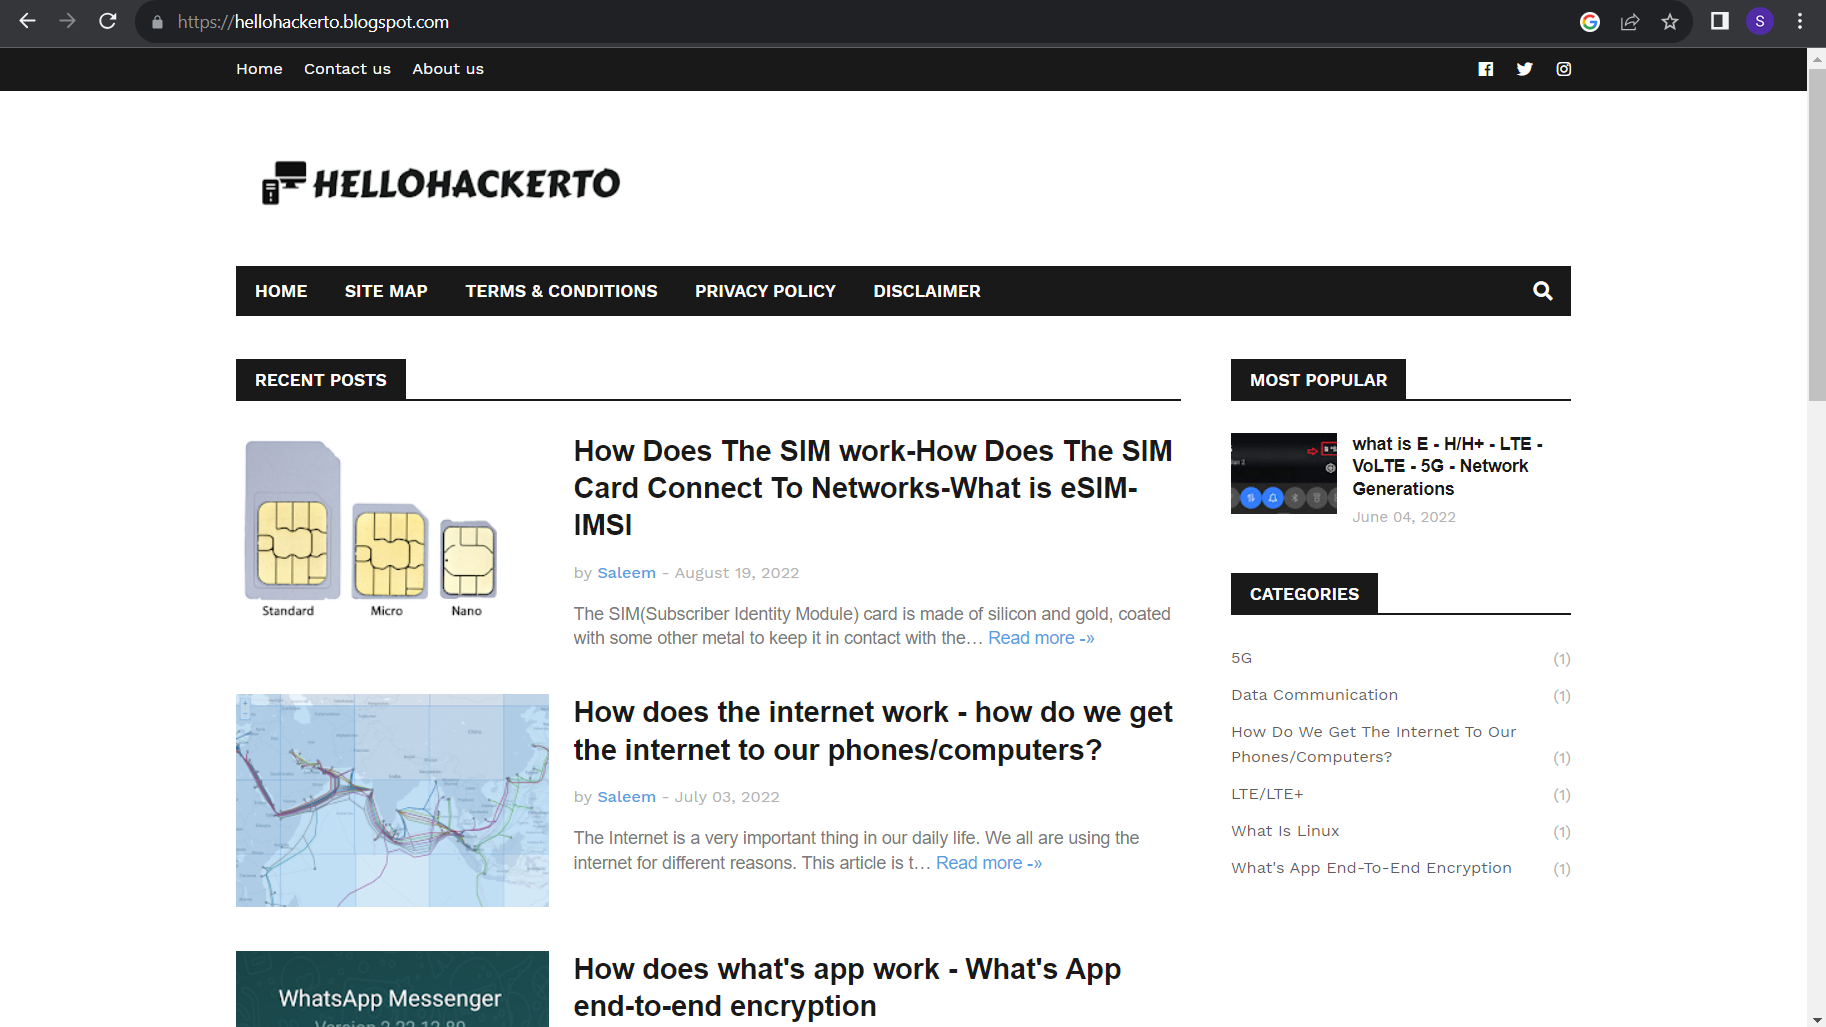 https://hellohackerto.blogspot.com
S
Home Contact us About us
HELLOHACKERTO
HOME SITE MAP TERMS & CONDITIONS PRIVACY POLICY DISCLAIMER
RECENT POSTS
Standard Micro Nano
How Does The SIM work-How Does The SIM
Card Connect To Networks-What is eSIM-
IMSI
by Saleem - August 19, 2022
The SIM(Subscriber Identity Module) card is made of silicon and gold, coated
with some other metal to keep it in contact with the... Read more -»
How does the internet work - how do we get
the internet to our phones/computers?
by Saleem - July 03, 2022
The Internet is a very important thing in our daily life. We all are using the
internet for different reasons. This article is t... Read more -»
WhatsApp Messenger
How does what's app work - What's App
end-to-end encryption
MOST POPULAR
what is E - H/H+ - LTE -
VoLTE - 5G - Network
Generations
June 04, 2022
CATEGORIES
5G (1)
Data Communication (1)
How Do We Get The Internet To Our
Phones/Computers? (1)
LTE/LTE+ (1)
What Is Linux (1)
What's App End-To-End Encryption (1)